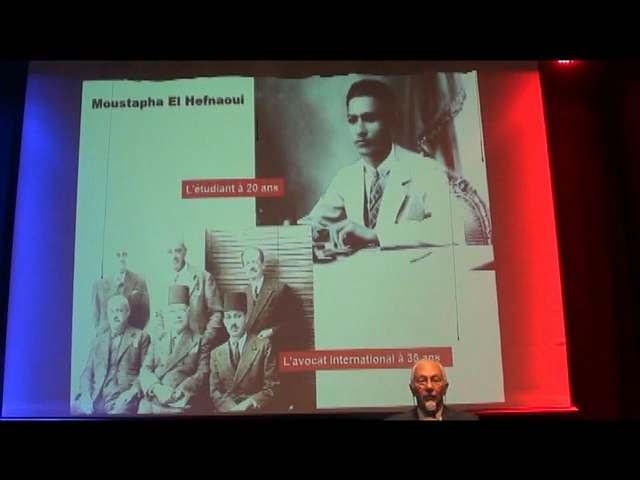 Moustapha El Hefnaoui
L'étudiant à 20 ans
L'avocat international à 35 ans